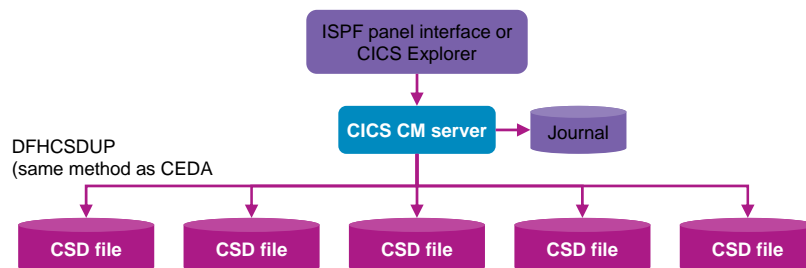 ISPF panel interface or
CICS Explorer
CICS CM server
Journal
DFHCSDUP
(same method as CEDA
CSD file
CSD file
CSD file
CSD file
CSD file